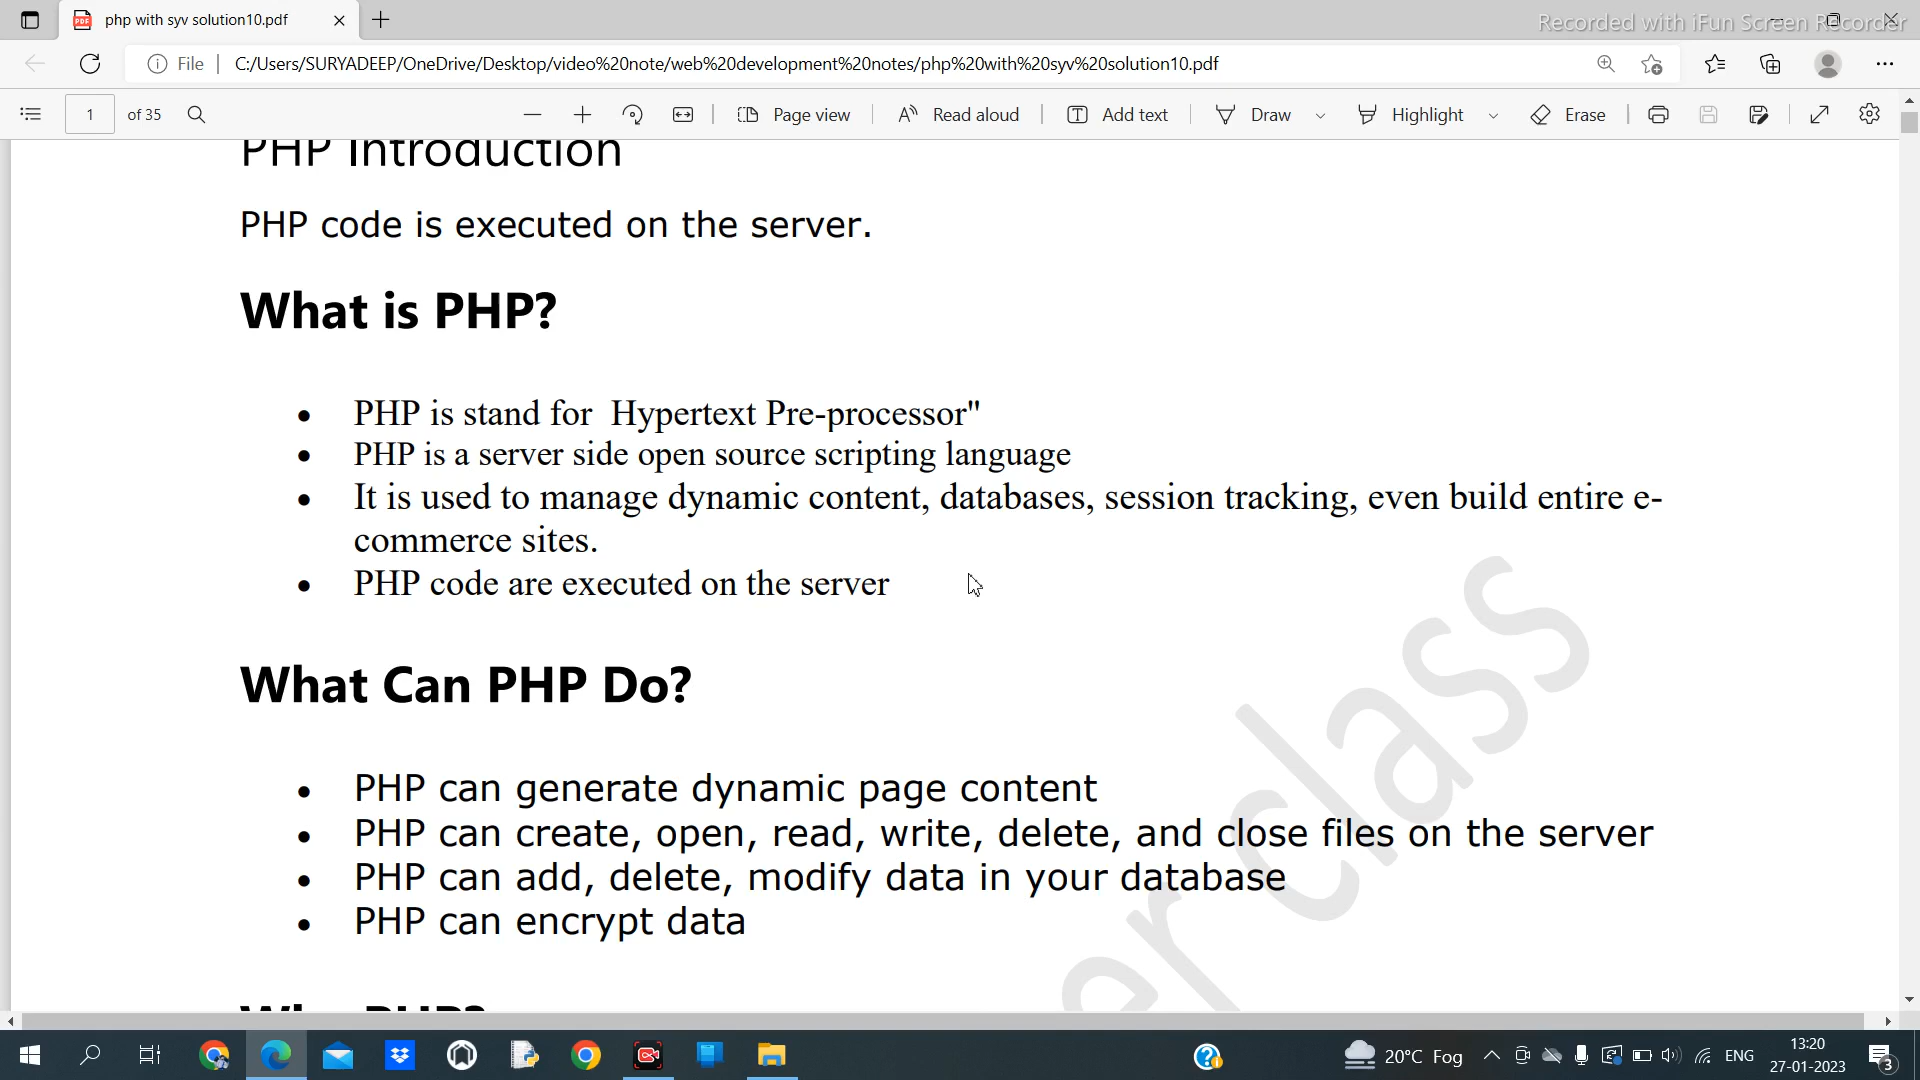 php with syv solution10.pdf
Recorded with iFun Screen Recorder
File
C:/Users/SURYADEEP/OneDrive/Desktop/video%20note/web%20development%20notes/php%20with%20syv%20solution10.pdf
1 of 35
Page view
Read aloud
Add text
Draw
Highlight
Erase
PHP Introduction
PHP code is executed on the server.
What is PHP?
• PHP is stand for  Hypertext Pre-processor"
• PHP is a server side open source scripting language
• It is used to manage dynamic content, databases, session tracking, even build entire e-
commerce sites.
• PHP code are executed on the server
What Can PHP Do?
• PHP can generate dynamic page content
• PHP can create, open, read, write, delete, and close files on the server
• PHP can add, delete, modify data in your database
• PHP can encrypt data
Why PHP?
er class
20°C Fog
ENG
13:20
27-01-2023
3